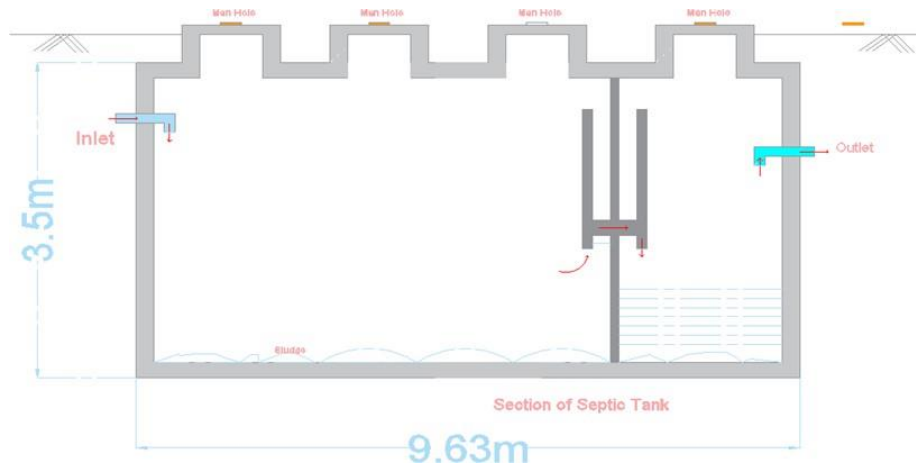 Man Hole Man Hole Man Hole Man Hole
Inlet
Outlet
3.5m
Sludge
Section of Septic Tank
9.63m